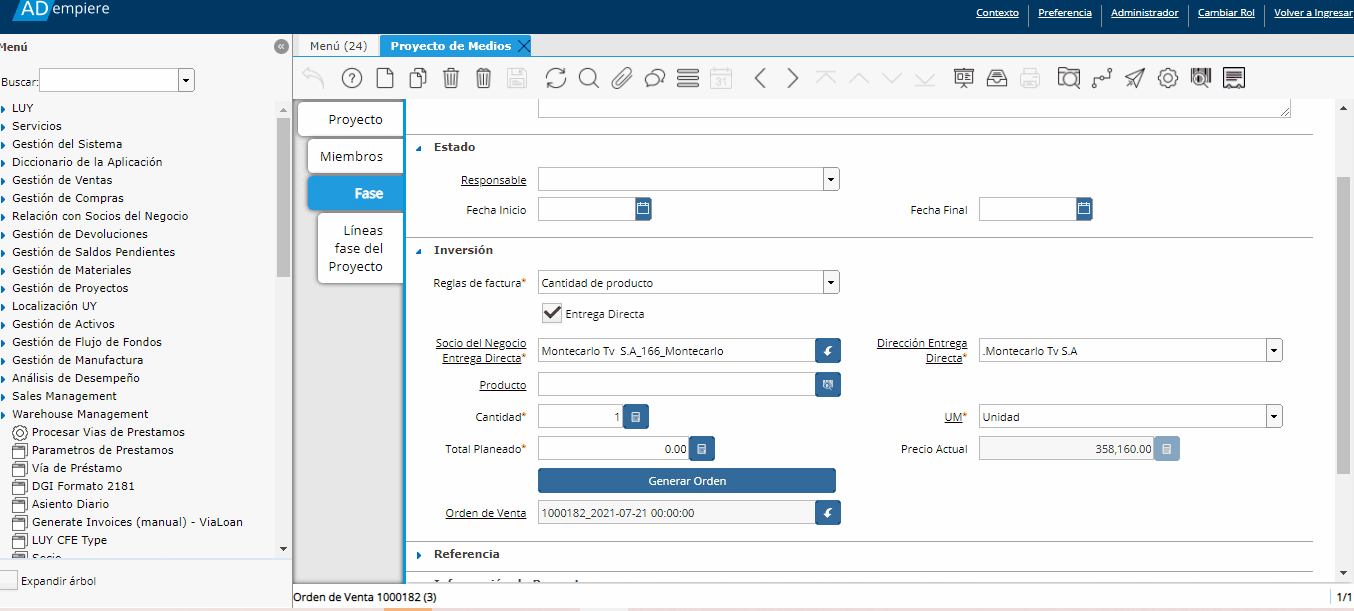 ADempiere
Contexto
Preferencia
Administrador
Cambiar Rol
Volver a Ingresar
Menú
Buscar:
LUY
Servicios
Gestión del Sistema
Diccionario de la Aplicación
Gestión de Ventas
Gestión de Compras
Relación con Socios del Negocio
Gestión de Devoluciones
Gestión de Saldos Pendientes
Gestión de Materiales
Gestión de Proyectos
Localización UY
Gestión de Activos
Gestión de Flujo de Fondos
Gestión de Manufactura
Análisis de Desempeño
Sales Management
Warehouse Management
Procesar Vias de Prestamos
Parametros de Prestamos
Vía de Préstamo
DGI Formato 2181
Asiento Diario
Generate Invoices (manual) - ViaLoan
LUY CFE Type
Socio
Expandir árbol
Menú (24)
Proyecto de Medios
31
Proyecto
Miembros
Fase
Líneas
fase del
Proyecto
Estado
Responsable
Fecha Inicio
Fecha Final
Inversión
Reglas de factura* Cantidad de producto
Entrega Directa
Socio del Negocio
Entrega Directa* Montecarlo Tv S.A_166_Montecarlo
Dirección Entrega
Directa* .Montecarlo Tv S.A
Producto
Cantidad* 1
UM* Unidad
Total Planeado* 0.00
Precio Actual 358,160.00
Generar Orden
Orden de Venta 1000182_2021-07-21 00:00:00
Referencia
Orden de Venta 1000182 (3)
1/1